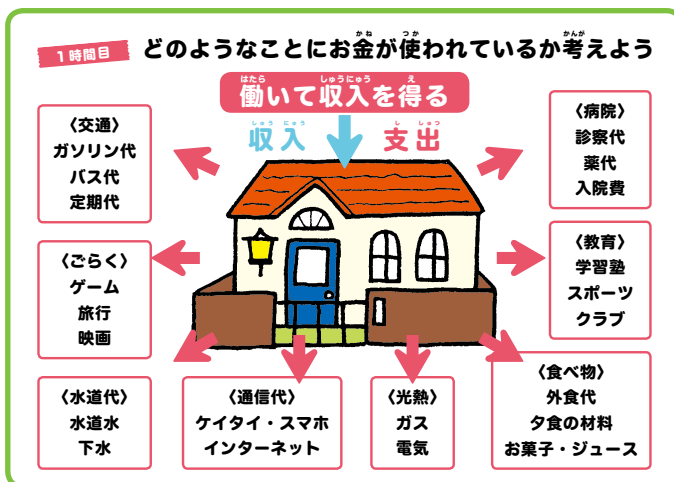 1時間目
どのようなことにお金が使われているか考えよう
働いて収入を得る
収入
支出
〈交通〉
ガソリン代
バス代
定期代
〈病院〉
診察代
薬代
入院費
〈ごらく〉
ゲーム
旅行
映画
〈教育〉
学習塾
スポーツ
クラブ
〈水道代〉
水道水
下水
〈通信代〉
ケイタイ・スマホ
インターネット
〈光熱〉
ガス
電気
〈食べ物〉
外食代
夕食の材料
お菓子・ジュース